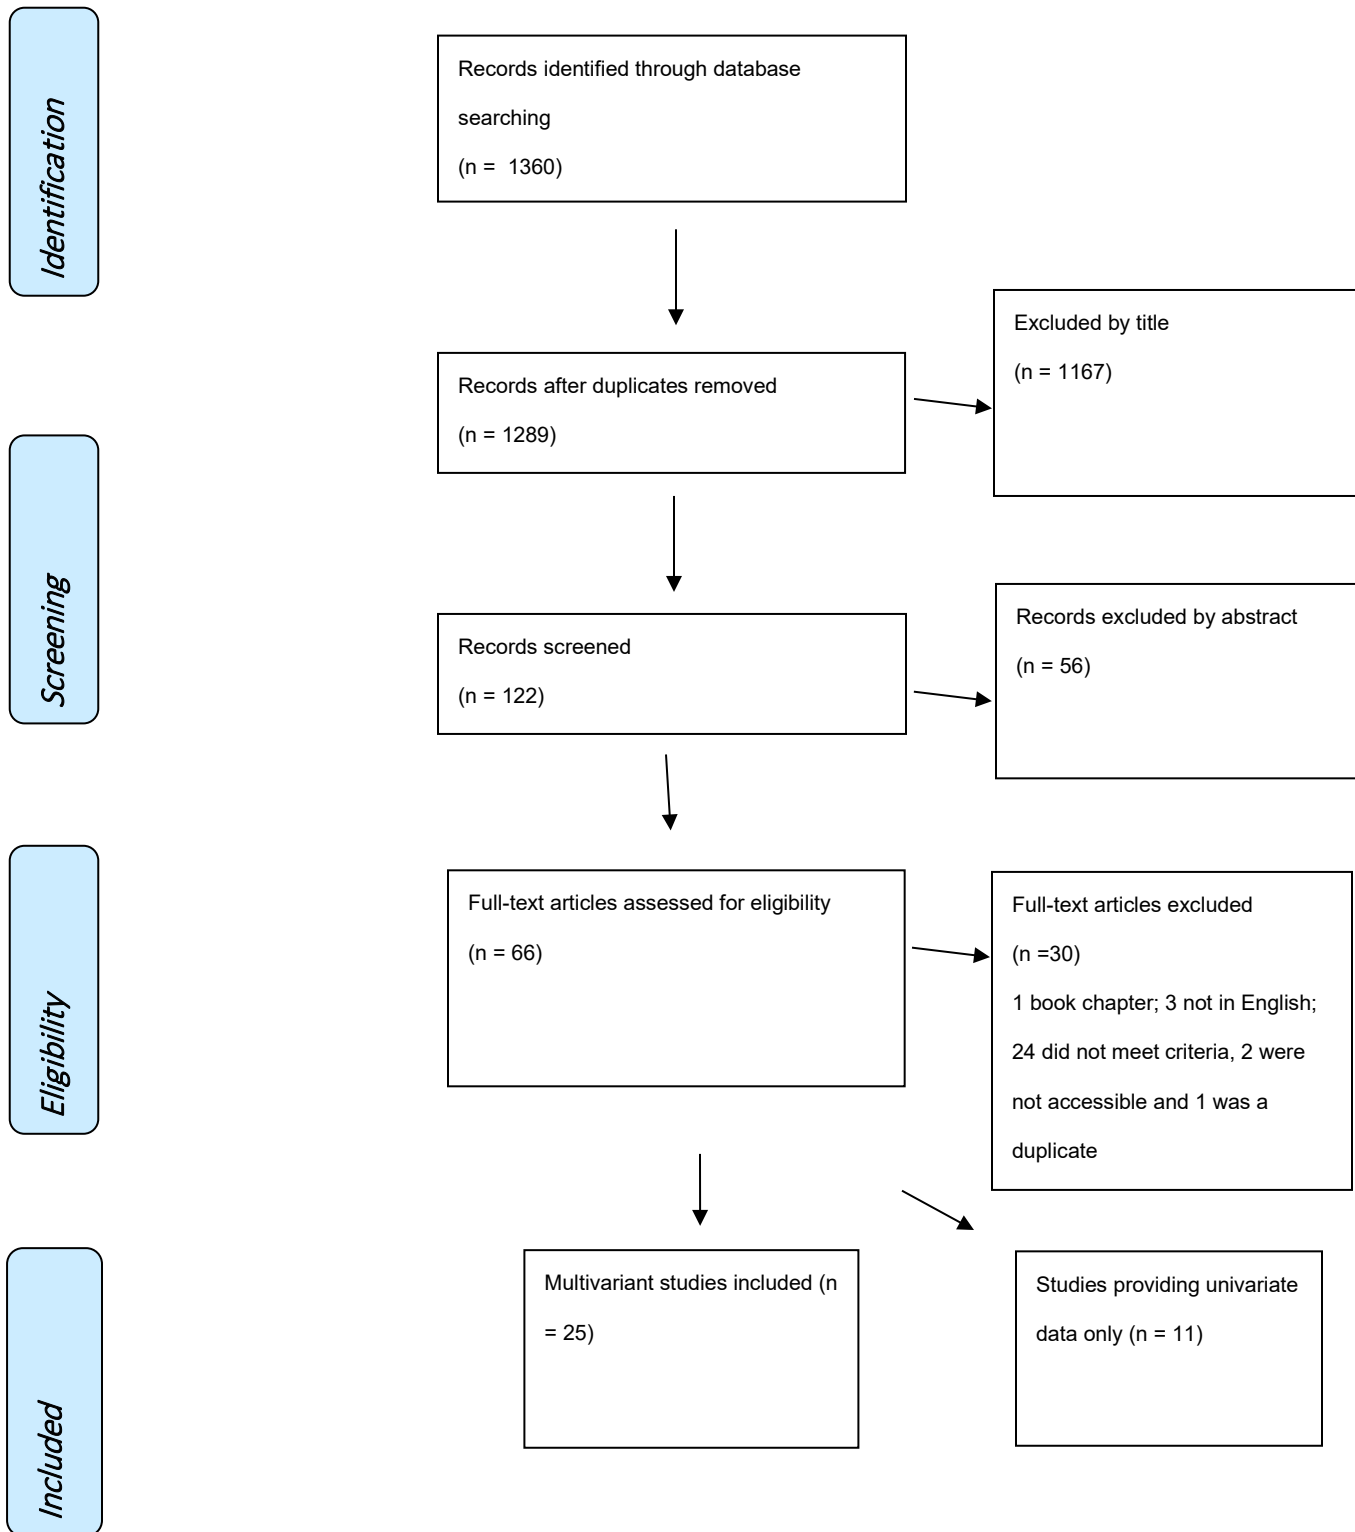 Identification
Records identified through database
searching
(n =  1360)
Excluded by title
(n = 1167)
Records after duplicates removed
(n = 1289)
Screening
Records screened
(n = 122)
Records excluded by abstract
(n = 56)
Eligibility
Full-text articles assessed for eligibility
(n = 66)
Full-text articles excluded
(n =30)
1 book chapter; 3 not in English;
24 did not meet criteria, 2 were
not accessible and 1 was a
duplicate
Included
Multivariant studies included (n
= 25)
Studies providing univariate
data only (n = 11)